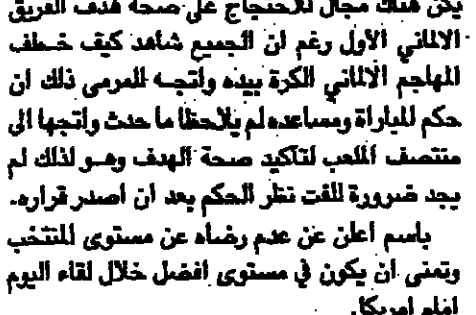 يكن هناك مجال للاحتجاج على صحة هدف الفريق
الالماني الأول رغم ان الجميع شاهد كيف خطف
المهاجم الالماني الكرة بيده واتجه للمرمى ذلك ان
حكم المباراة ومساعده لم يلاحظا ما حدث واتجها الى
منتصف الملعب لتأكيد صحة الهدف وهو لذلك لم
يجد ضرورة للفت نظر الحكم بعد ان اصدر قراره.
باسم أعلن عن عدم رضاه عن مستوى المنتخب
وتمنى ان يكون في مستوى افضل خلال لقاء اليوم
امام امريكا.